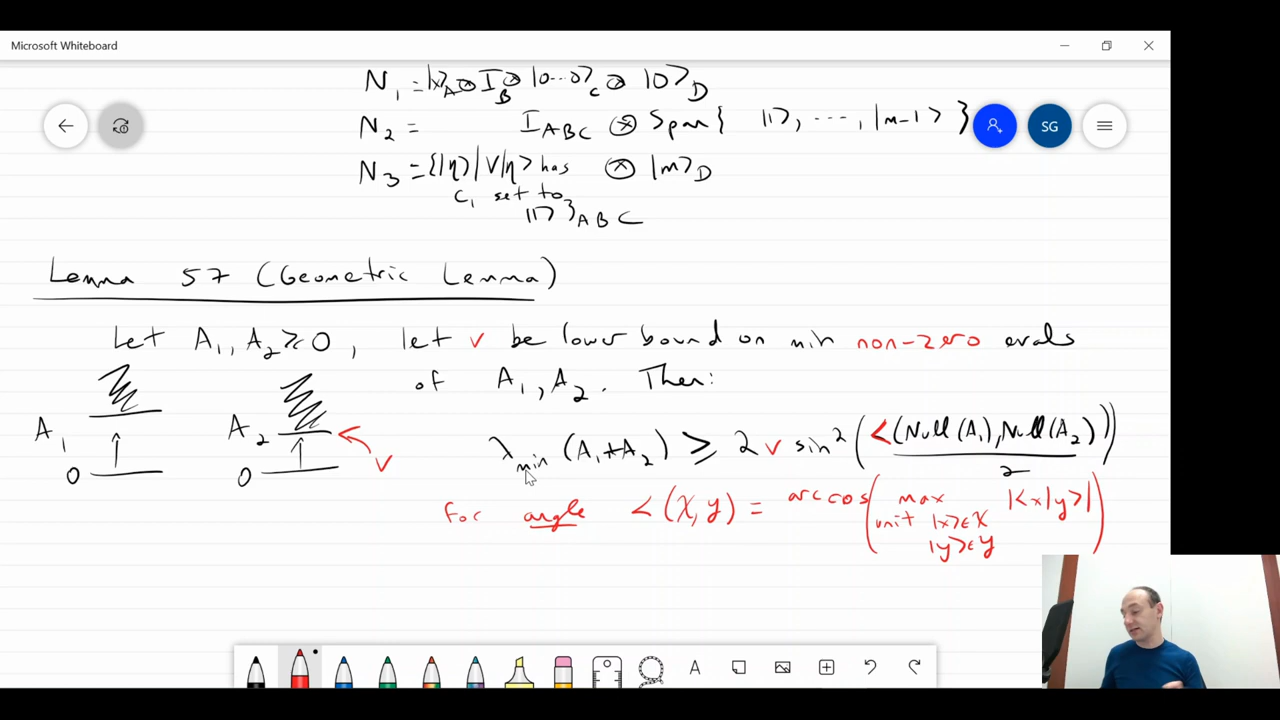 Microsoft Whiteboard
N₁ = |x⟩_A ⊗ I_B ⊗ |0⋯0⟩_C ⊗ |0⟩_D
N₂ = I_ABC ⊗ Span{ |1⟩, ⋯, |m-1⟩ }
SG
N₃ = {|η⟩ | V|η⟩ has ⊗ |m⟩_D
C₁ set to
|1⟩}_ABC
Lemma 57 (Geometric Lemma)
Let A₁, A₂ ≽ 0, let v be lower bound on min non-zero evals
of A₁, A₂. Then:
A₁
0
A₂
0
v
λ_min (A₁+A₂) ≥ 2 v sin² (<(Null(A₁), Null(A₂))/2)
for angle <(X, Y) = arccos( max |<x|y>| )
unit |x>∈X
|y>∈Y
A